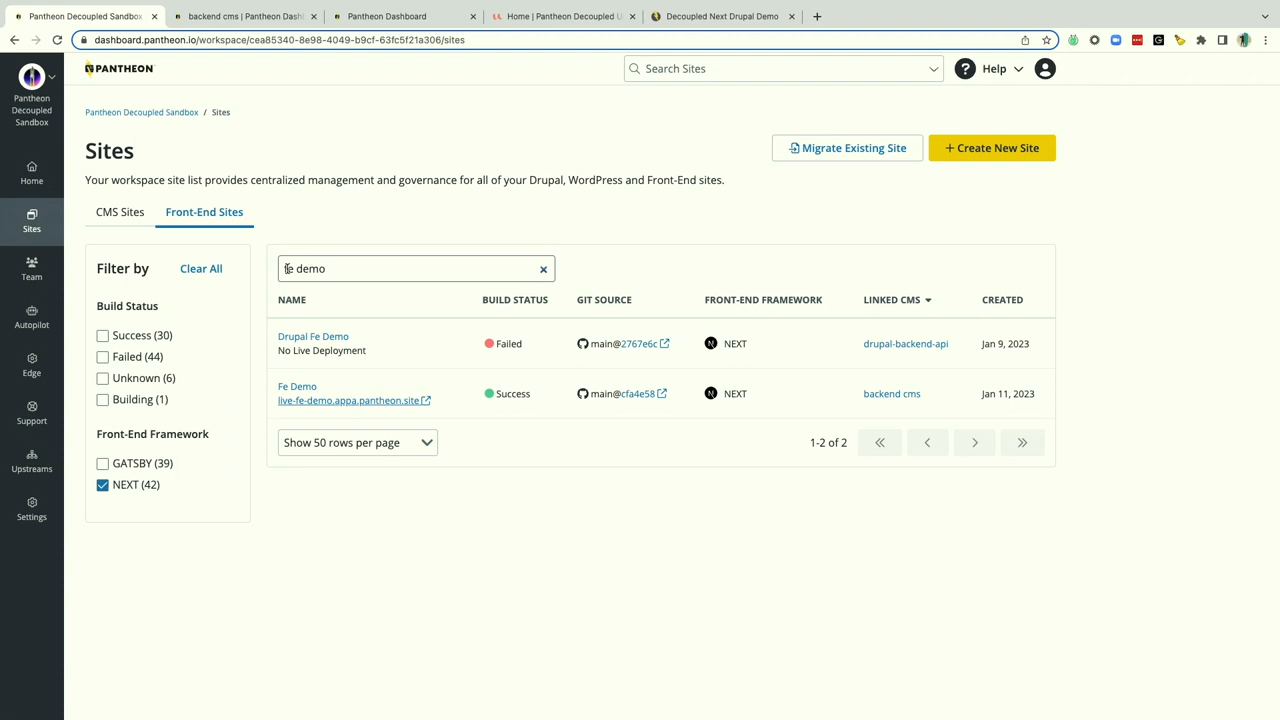 Pantheon Decoupled Sandbox
backend cms | Pantheon Dash
Pantheon Dashboard
Home | Pantheon Decoupled U
Decoupled Next Drupal Demo
dashboard.pantheon.io/workspace/cea85340-8e98-4049-b9cf-63fc5f21a306/sites
Pantheon
Decoupled
Sandbox
Home
Sites
Team
Autopilot
Edge
Support
Upstreams
Settings
PANTHEON
Search Sites
Help
Pantheon Decoupled Sandbox / Sites
Sites
Migrate Existing Site
+ Create New Site
Your workspace site list provides centralized management and governance for all of your Drupal, WordPress and Front-End sites.
CMS Sites
Front-End Sites
Filter by
Clear All
Build Status
Success (30)
Failed (44)
Unknown (6)
Building (1)
Front-End Framework
GATSBY (39)
NEXT (42)
fe demo
NAME BUILD STATUS GIT SOURCE FRONT-END FRAMEWORK LINKED CMS CREATED
Drupal Fe Demo
No Live Deployment
Failed
main@2767e6c
NEXT
drupal-backend-api
Jan 9, 2023
Fe Demo
live-fe-demo.appa.pantheon.site
Success
main@cfa4e58
NEXT
backend cms
Jan 11, 2023
Show 50 rows per page
1-2 of 2